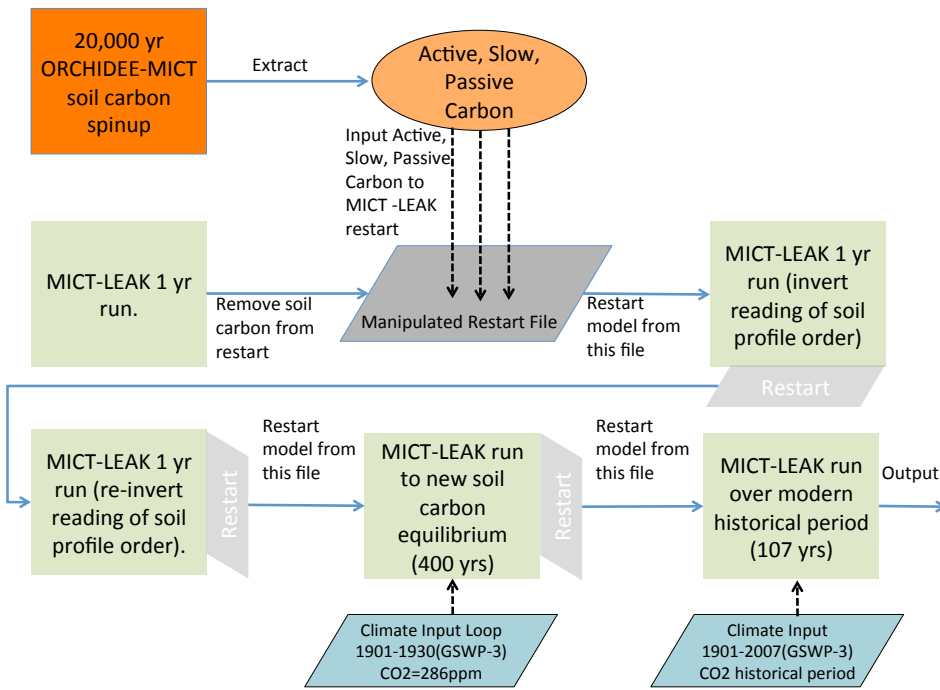 20,000 yr
ORCHIDEE-MICT
soil carbon
spinup
Extract
Active, Slow,
Passive
Carbon
Input Active,
Slow, Passive
Carbon to
MICT -LEAK
restart
MICT-LEAK 1 yr
run.
Remove soil
carbon from
restart
Manipulated Restart File
Restart
model from
this file
MICT-LEAK 1 yr
run (invert
reading of soil
profile order)
Restart
MICT-LEAK 1 yr
run (re-invert
reading of soil
profile order).
Restart
Restart
model from
this file
MICT-LEAK run
to new soil
carbon
equilibrium
(400 yrs)
Restart
Restart
model from
this file
MICT-LEAK run
over modern
historical period
(107 yrs)
Output
Climate Input Loop
1901-1930(GSWP-3)
CO2=286ppm
Climate Input
1901-2007(GSWP-3)
CO2 historical period